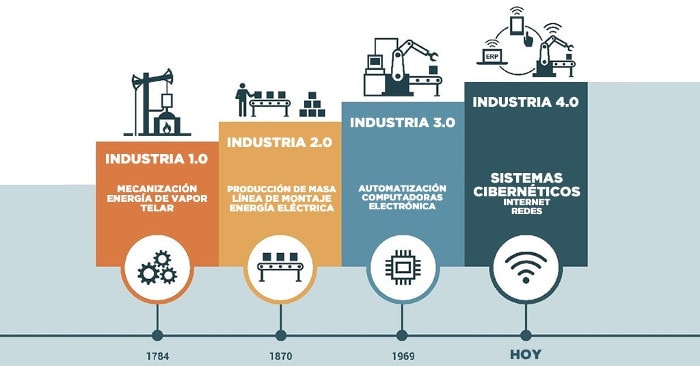 ERP
INDUSTRIA 1.0
MECANIZACIÓN
ENERGÍA DE VAPOR
TELAR
INDUSTRIA 2.0
PRODUCCIÓN DE MASA
LÍNEA DE MONTAJE
ENERGÍA ELÉCTRICA
INDUSTRIA 3.0
AUTOMATIZACIÓN
COMPUTADORAS
ELECTRÓNICA
INDUSTRIA 4.0
SISTEMAS
CIBERNÉTICOS
INTERNET
REDES
1784
1870
1969
HOY